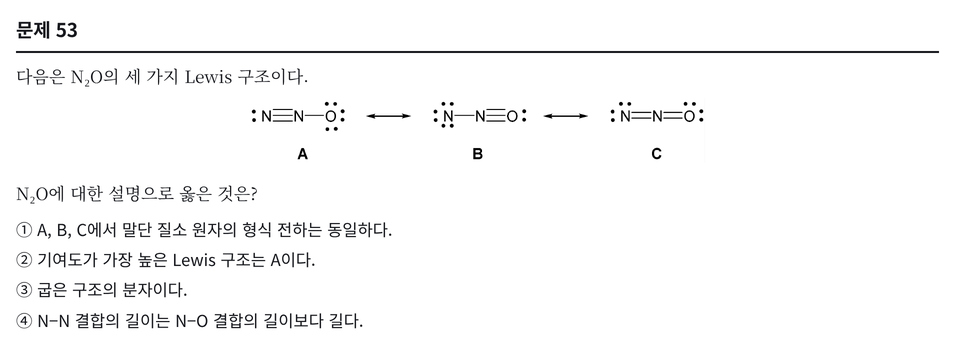 문제 53
다음은 N₂O의 세 가지 Lewis 구조이다.
:N≡N—O: ↔ :N—N≡O: ↔ :N=N=O:
A B C
N₂O에 대한 설명으로 옳은 것은?
① A, B, C에서 말단 질소 원자의 형식 전하는 동일하다.
② 기여도가 가장 높은 Lewis 구조는 A이다.
③ 굽은 구조의 분자이다.
④ N−N 결합의 길이는 N−O 결합의 길이보다 길다.